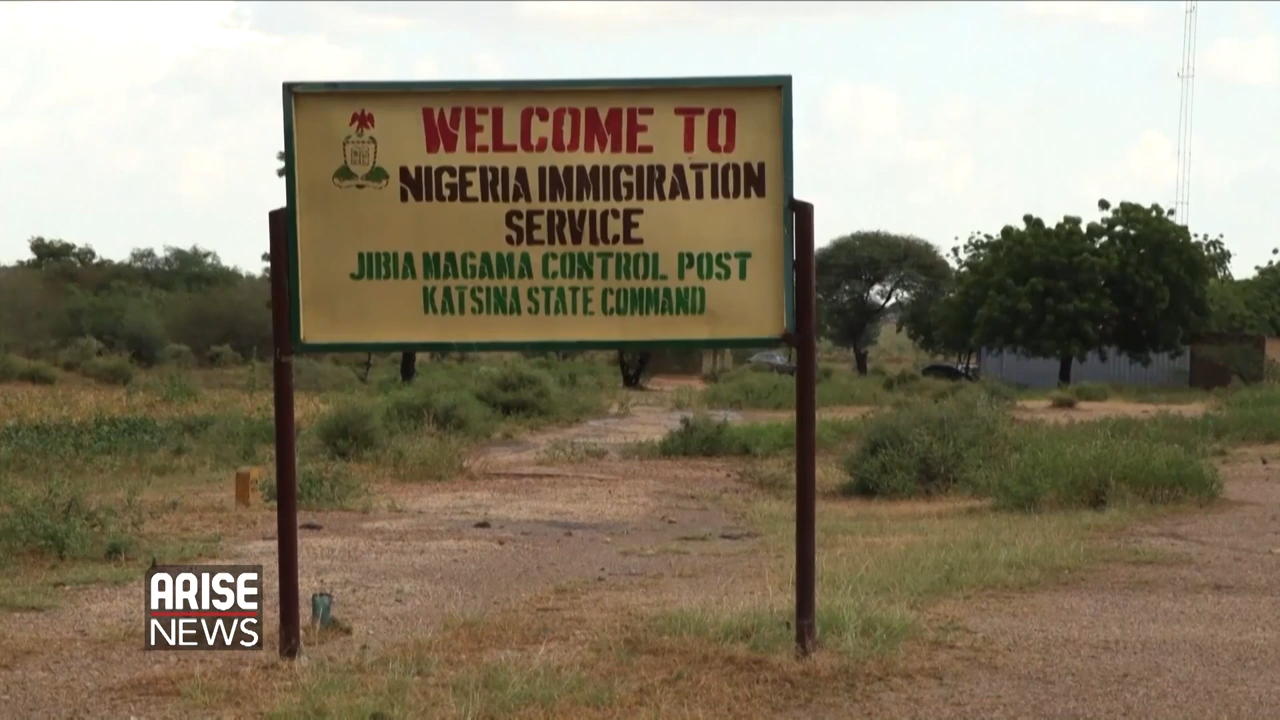 WELCOME TO
NIGERIA IMMIGIRATION
SERVICE
JIBIA MAGAMA CONTROL POST
KATSINA STATE COMMAND
ARISE
NEWS